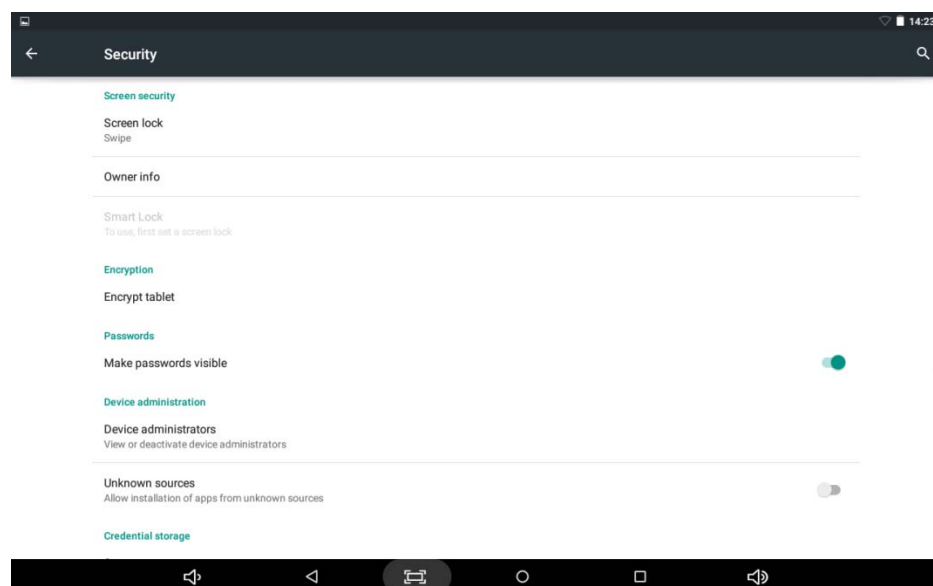 14:23
Security
Screen security
Screen lock
Swipe
Owner info
Smart Lock
To use, first set a screen lock
Encryption
Encrypt tablet
Passwords
Make passwords visible
Device administration
Device administrators
View or deactivate device administrators
Unknown sources
Allow installation of apps from unknown sources
Credential storage